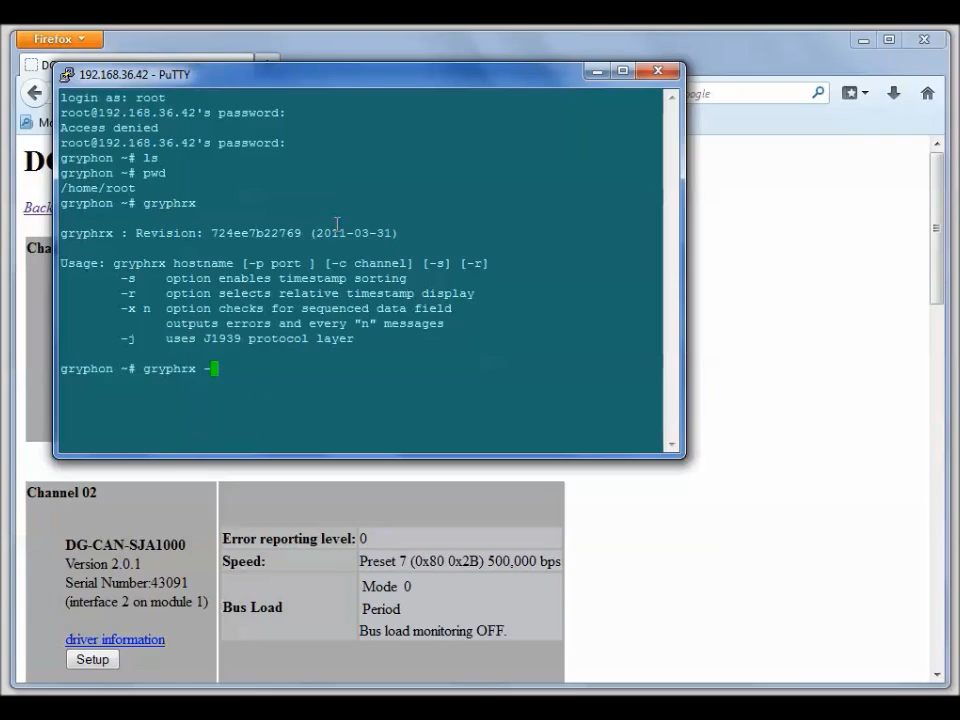 Firefox
DG
192.168.36.42 - PuTTY
ogle
login as: root
root@192.168.36.42's password:
Access denied
root@192.168.36.42's password:
gryphon ~# ls
gryphon ~# pwd
/home/root
gryphon ~# gryphrx
gryphrx : Revision: 724ee7b22769 (2011-03-31)
Usage: gryphrx hostname [-p port ] [-c channel] [-s] [-r]
-s option enables timestamp sorting
-r option selects relative timestamp display
-x n option checks for sequenced data field
outputs errors and every "n" messages
-j uses J1939 protocol layer
gryphon ~# gryphrx -
Mo
DG
Back
Cha
Channel 02
DG-CAN-SJA1000
Version 2.0.1
Serial Number:43091
(interface 2 on module 1)
driver information
Setup
Error reporting level: 0
Speed: Preset 7 (0x80 0x2B) 500,000 bps
Bus Load
Mode 0
Period
Bus load monitoring OFF.